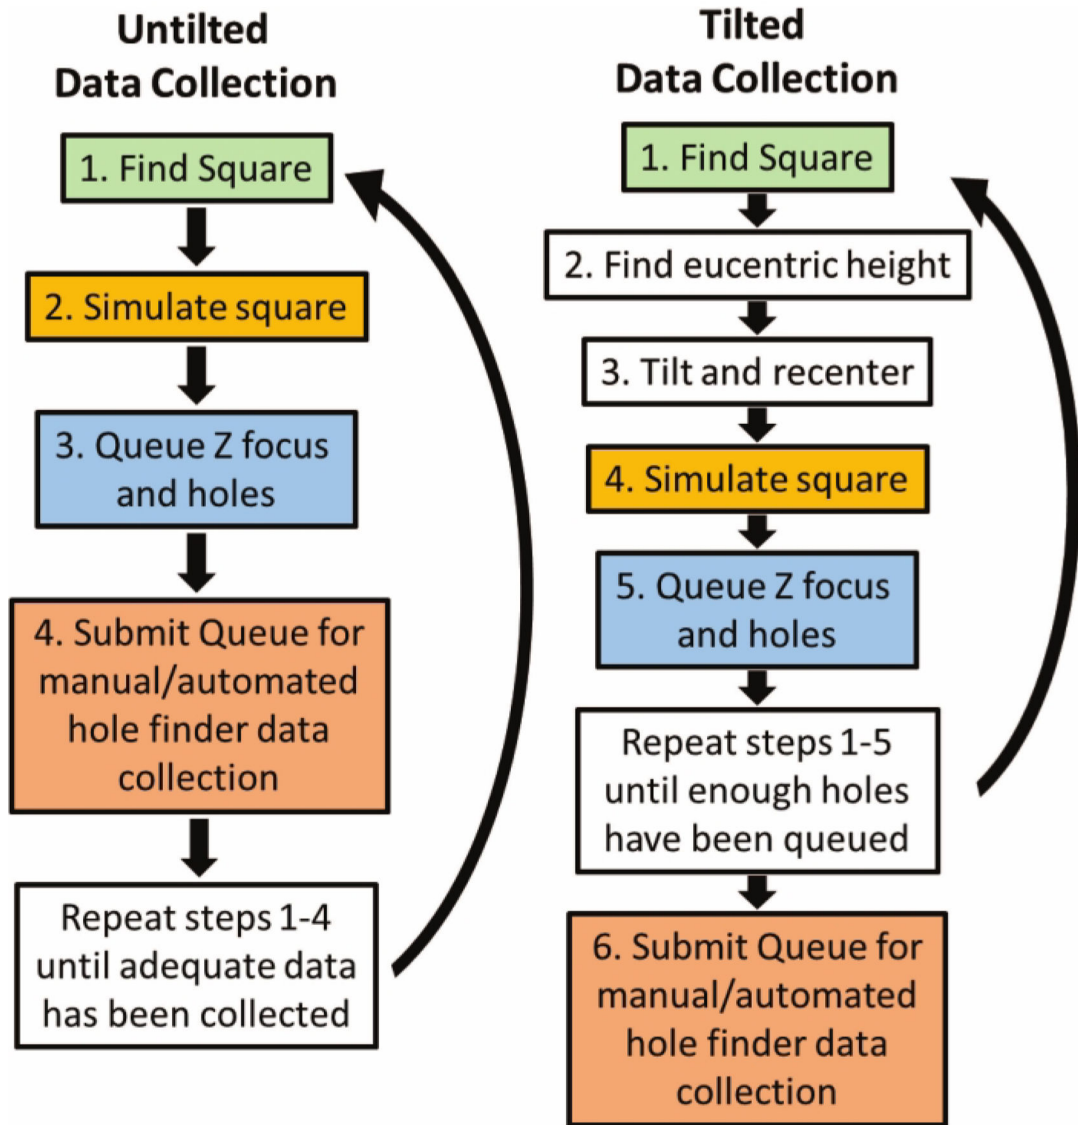 Untilted
Data Collection
1. Find Square
2. Simulate square
3. Queue Z focus
and holes
4. Submit Queue for
manual/automated
hole finder data
collection
Repeat steps 1-4
until adequate data
has been collected
Tilted
Data Collection
1. Find Square
2. Find eucentric height
3. Tilt and recenter
4. Simulate square
5. Queue Z focus
and holes
Repeat steps 1-5
until enough holes
have been queued
6. Submit Queue for
manual/automated
hole finder data
collection